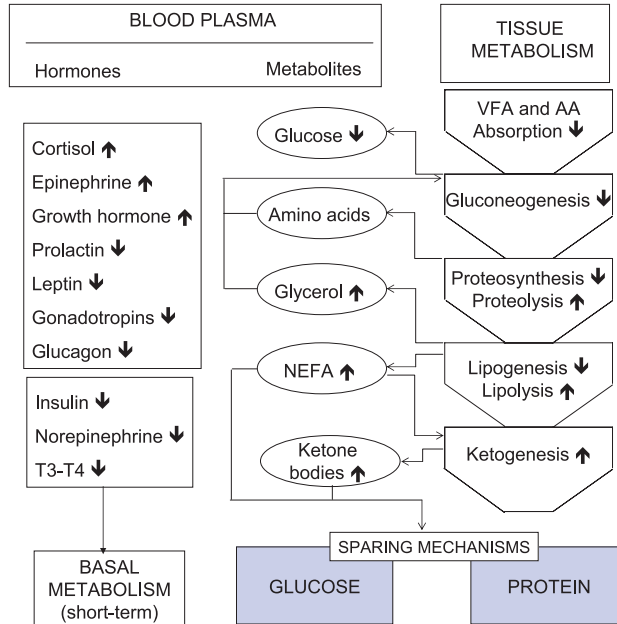 BLOOD PLASMA
Hormones
Metabolites
TISSUE
METABOLISM
Cortisol ↑
Epinephrine ↑
Growth hormone ↑
Prolactin ↓
Leptin ↓
Gonadotropins ↓
Glucagon ↓
Insulin ↓
Norepinephrine ↓
T3-T4 ↓
BASAL
METABOLISM
(short-term)
Glucose ↓
Amino acids
Glycerol ↑
NEFA ↑
Ketone
bodies ↑
VFA and AA
Absorption ↓
Gluconeogenesis ↓
Proteosynthesis ↓
Proteolysis ↑
Lipogenesis ↓
Lipolysis ↑
Ketogenesis ↑
SPARING MECHANISMS
GLUCOSE
PROTEIN